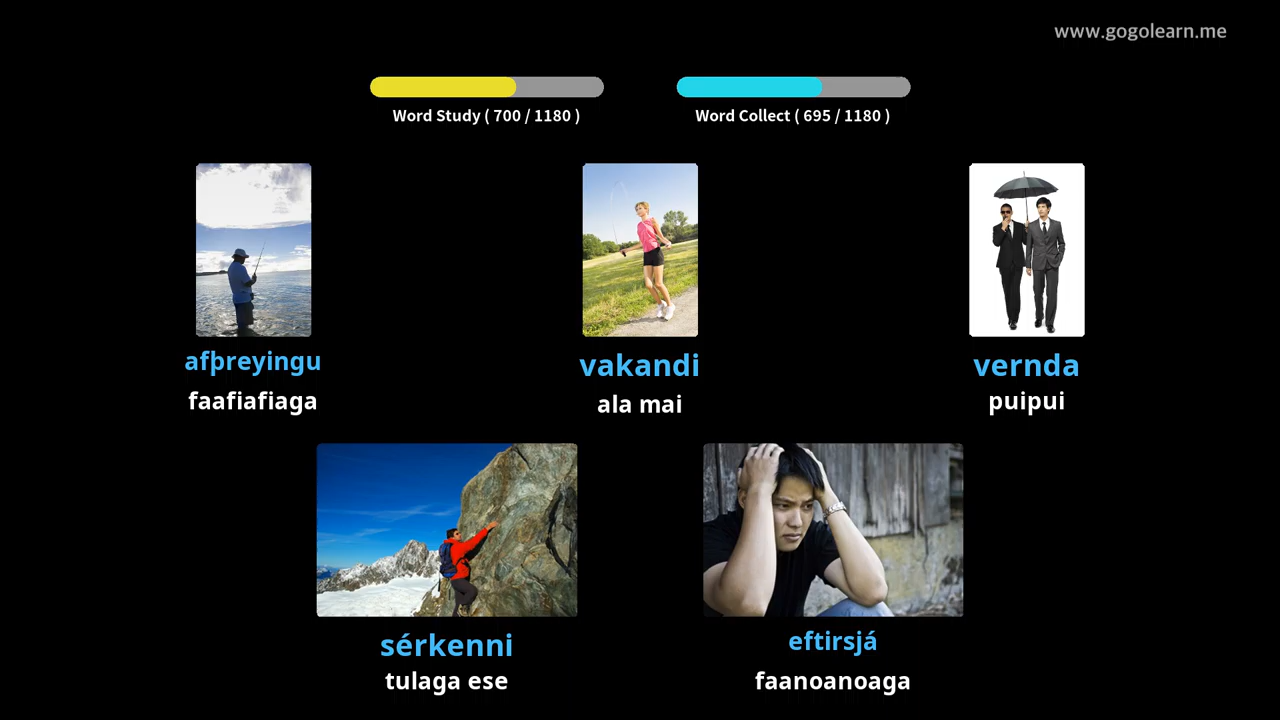 www.gogolearn.me
Word Study ( 700 / 1180 )
Word Collect ( 695 / 1180 )
afþreyingu
faafiafiaga
vakandi
ala mai
vernda
puipui
sérkenni
tulaga ese
eftirsjá
faanoanoaga